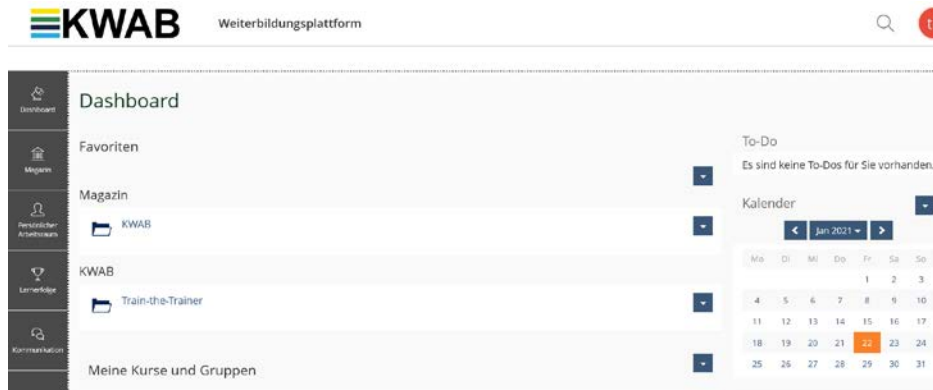 KWAB
Weiterbildungsplattform
t
Dashboard
Magazin
Persönlicher
Arbeitsraum
Lernerfolge
Kommunikation
Dashboard
Favoriten
Magazin
KWAB
KWAB
Train-the-Trainer
Meine Kurse und Gruppen
To-Do
Es sind keine To-Dos für Sie vorhanden.
Kalender
Jan 2021
Mo Di Mi Do Fr Sa So
1 2 3
4 5 6 7 8 9 10
11 12 13 14 15 16 17
18 19 20 21 22 23 24
25 26 27 28 29 30 31